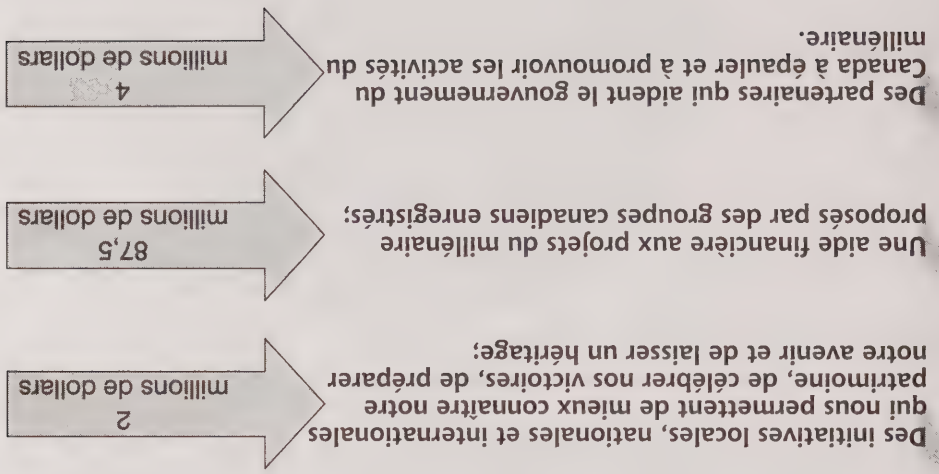 Des initiatives locales, nationales et internationales
qui nous permettent de mieux connaître notre
patrimoine, de célébrer nos victoires, de préparer
notre avenir et de laisser un héritage;
2
millions de dollars
Une aide financière aux projets du millénaire
proposés par des groupes canadiens enregistrés;
87,5
millions de dollars
Des partenaires qui aident le gouvernement du
Canada à épauler et à promouvoir les activités du
millénaire.
4
millions de dollars